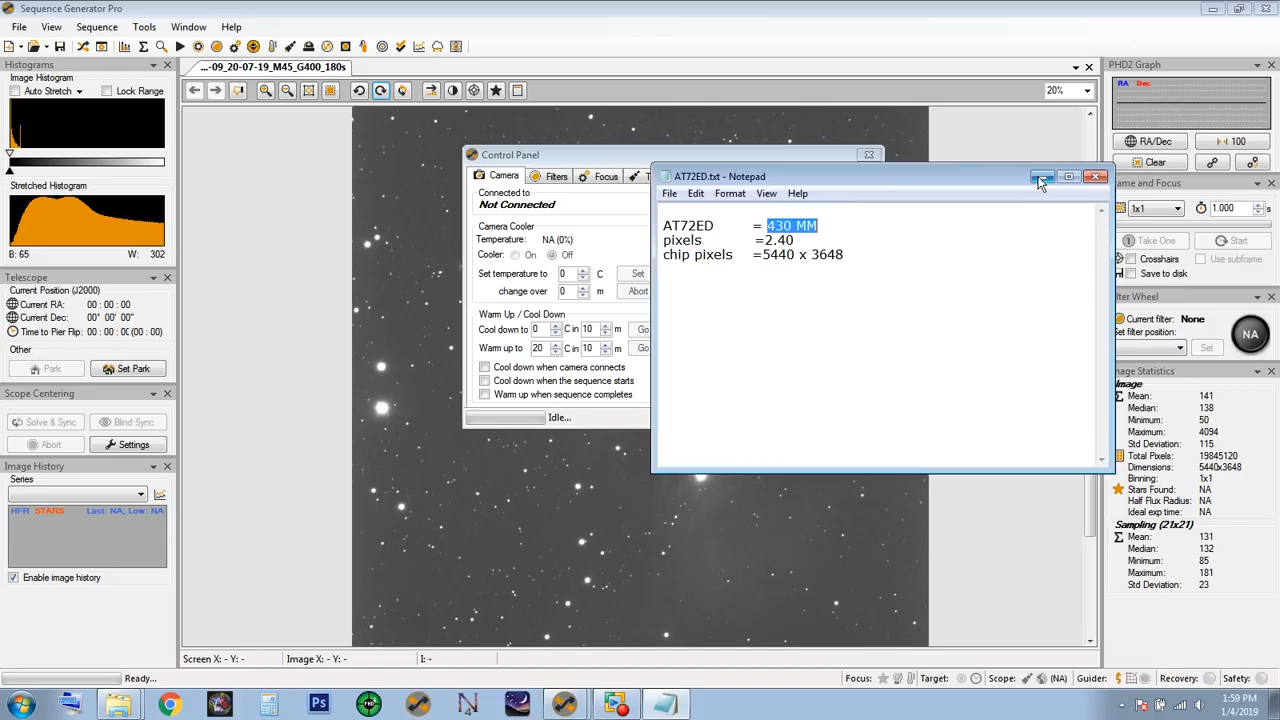 Sequence Generator Pro
File View Sequence Tools Window Help
Histograms
Image Histogram
Auto Stretch
Lock Range
Stretched Histogram
B: 65
W: 326
Telescope
Current Position (J2000)
Current RA: 00 : 00 : 00
Current Dec: 00° 00' 00"
Time to Pier Flip: 00 : 00 : 0( (00 : 00)
Other
Park
Set Park
Scope Centering
Solve & Sync
Blind Sync
Abort
Settings
Image History
Series
HFR STARS
Last: NA, Low: NA
Enable image history
...-09_20-07-19_M45_G400_180s
20%
Control Panel
Camera
Filters
Focus
T
Connected to
Not Connected
Camera Cooler
Temperature: NA (0%)
Cooler:
On
Off
Set temperature to 0 C
Set
change over 0 m
Abort
Warm Up / Cool Down
Cool down to 0 C in 10 m
Go
Warm up to 20 C in 10 m
Go
Cool down when camera connects
Cool down when the sequence starts
Warm up when sequence completes
Idle...
AT72ED.txt - Notepad
File Edit Format View Help
AT72ED = 430 MM
pixels =2.40
chip pixels =5440 x 3648
Screen X: - Y: -
Image X: - Y: -
I: -
PHD2 Graph
RA Dec
RA/Dec
100
Clear
rame and Focus
1x1
1.000
s
Take One
Start
Crosshairs
Use subframe
Save to disk
ilter Wheel
Current filter: None
Set filter position:
Set
NA
mage Statistics
Image
Mean: 141
Median: 138
Minimum: 50
Maximum: 4094
Std Deviation: 115
Total Pixels: 19845120
Dimensions: 5440x3648
Binning: 1x1
Stars Found: NA
Half Flux Radius: NA
Ideal exp time: NA
Sampling (21x21)
Mean: 131
Median: 132
Minimum: 85
Maximum: 181
Std Deviation: 23
Ready...
Focus:
Target:
Scope:
(NA)
Guider:
Recovery:
Safety:
PHD
Ps
N
4
1:59 PM
1/4/2019